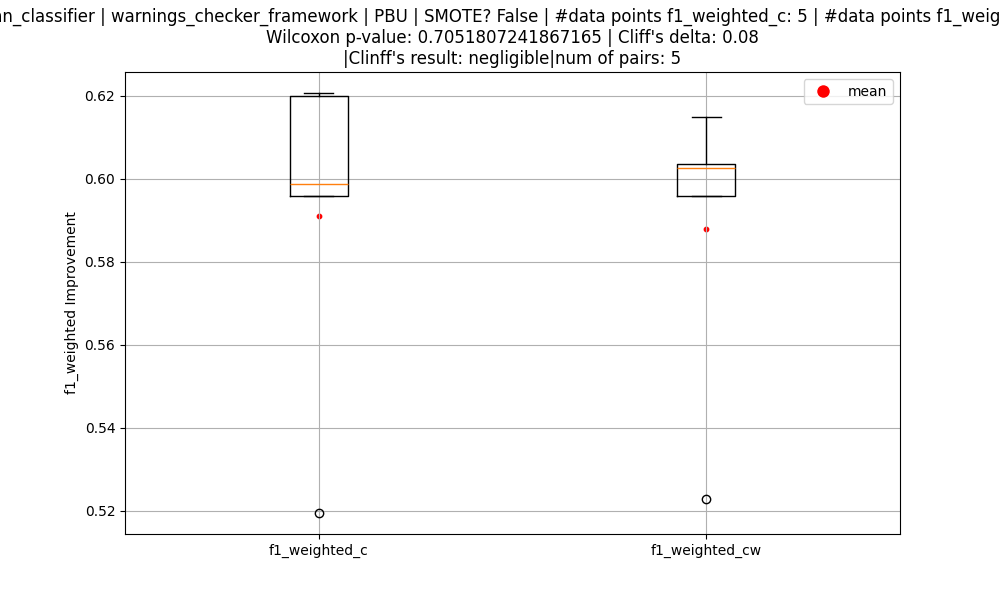 | warnings_checker_framework | PBU | SMOTE? False | #data points f1_weighted_c: 5 | #data points
Wilcoxon p-value: 0.7051807241867165 | Cliff's delta: 0.08
|Clinff's result: negligible|num of pairs: 5
mean
f1_weighted Improvement
0.62
0.60
0.58
0.56
0.54
0.52
f1_weighted_c
f1_weighted_cw